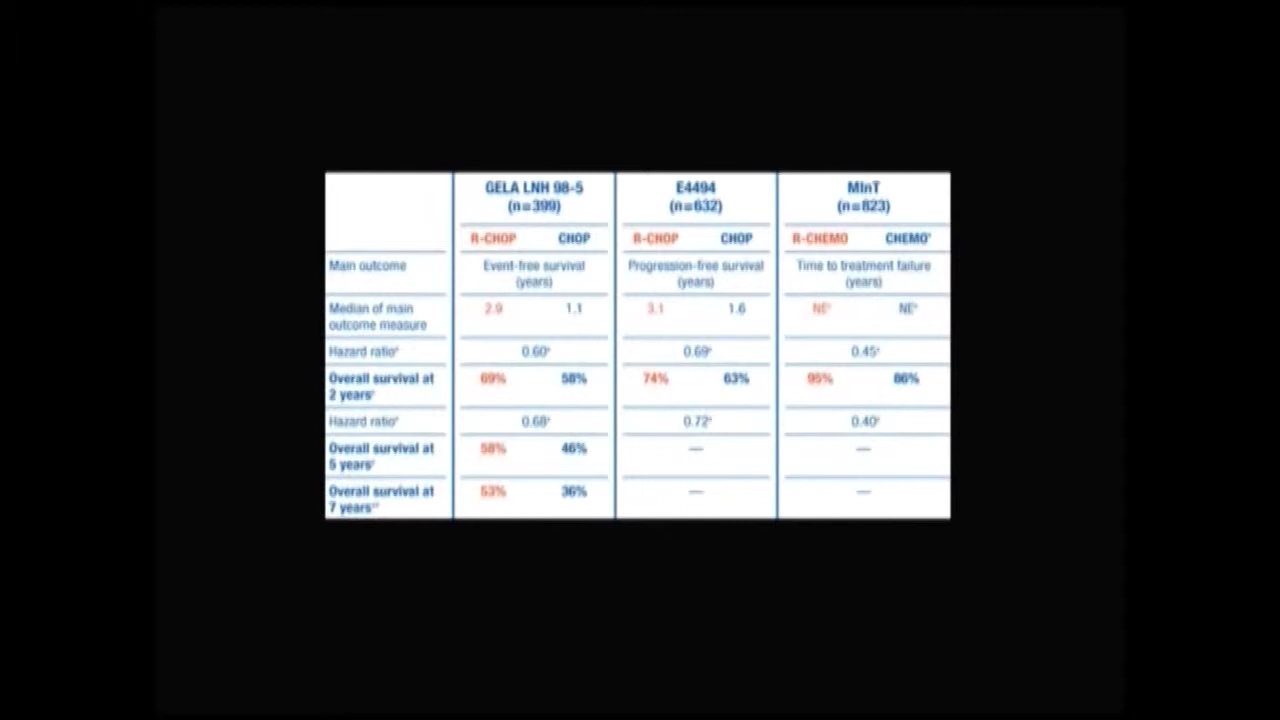 GELA LNH 98-5 E4494 MInT
(n=399) (n=632) (n=823)
R-CHOP CHOP R-CHOP CHOP R-CHEMO CHEMO
Main outcome Event-free survival Progression-free survival Time to treatment failure
(years) (years) (years)
Median of main 2.9 1.1 3.1 1.6 NE NE
outcome measure
Hazard ratio 0.60 0.69 0.45
Overall survival at 69% 58% 74% 63% 95% 86%
2 years
Hazard ratio 0.68 0.72 0.40
Overall survival at 58% 46% — —
5 years
Overall survival at 53% 36% — —
7 years